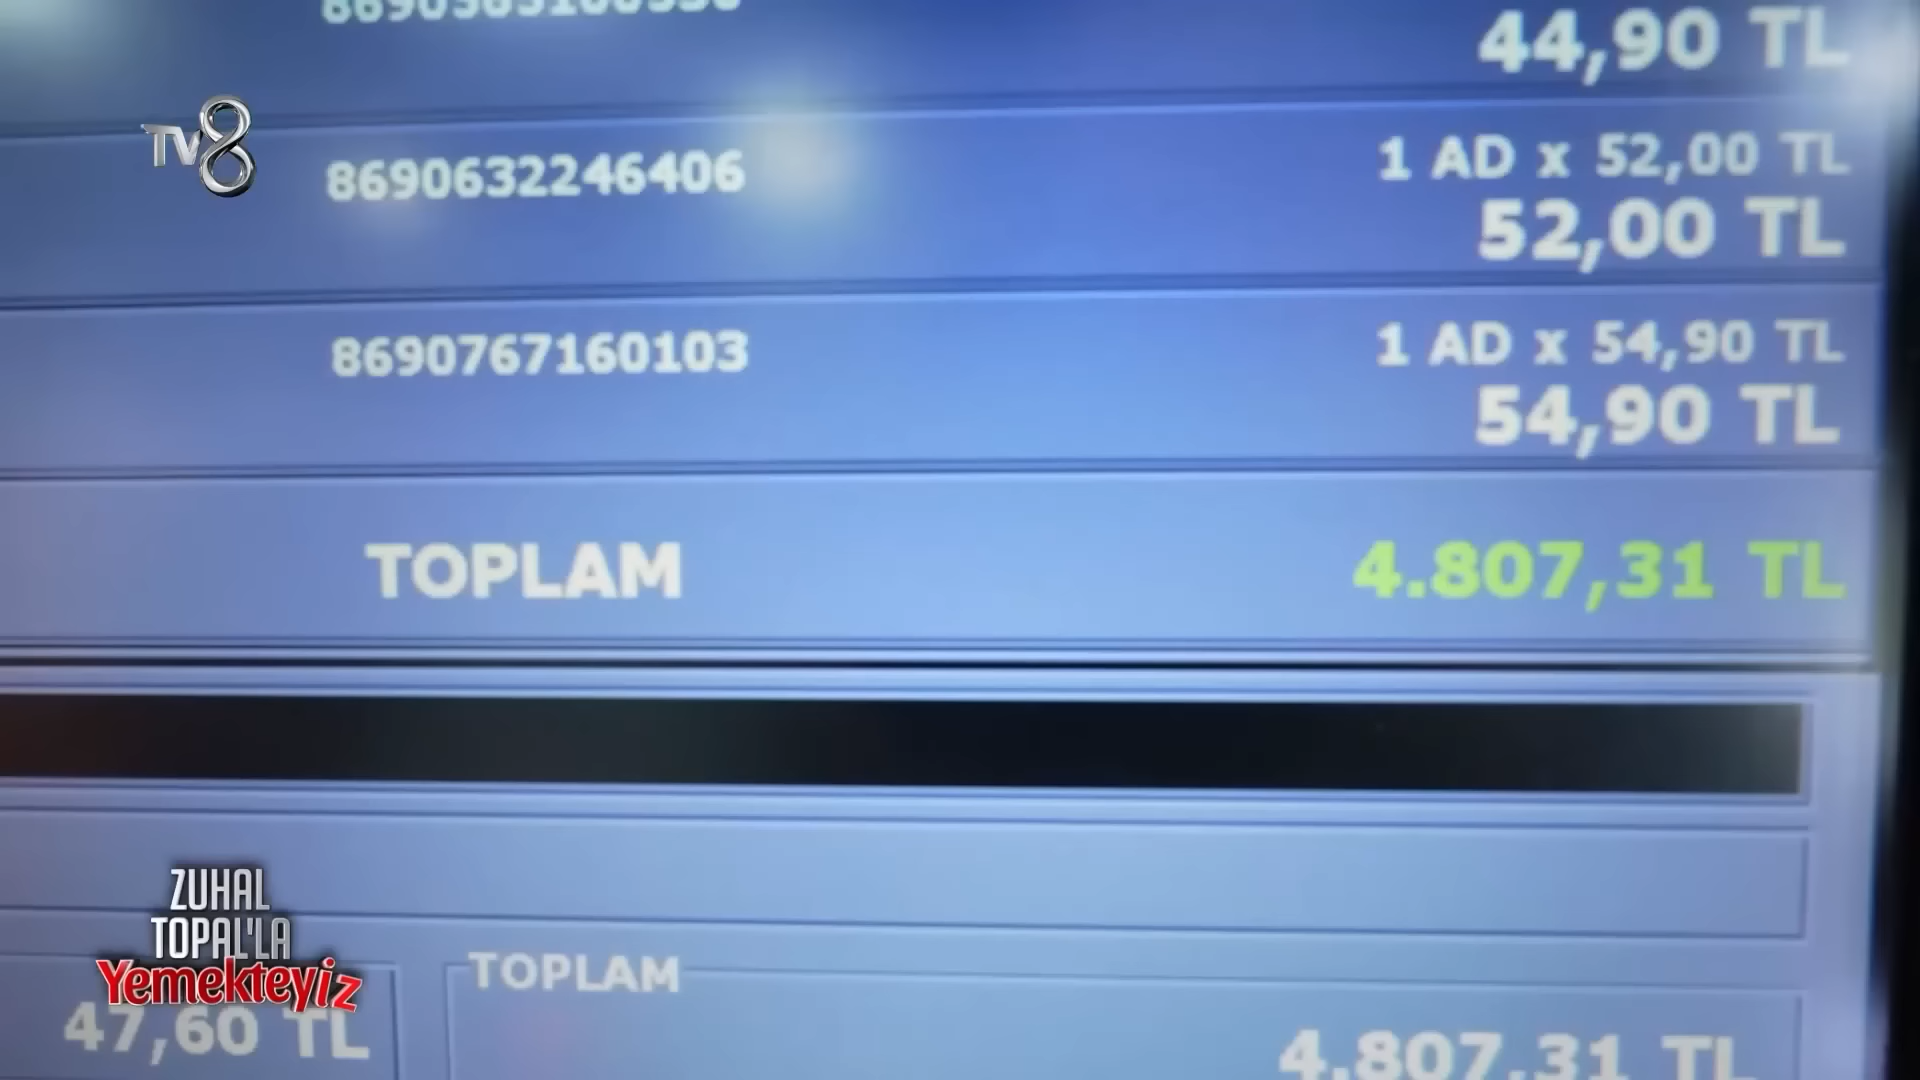 44,90 TL
TV8
8690632246406
1 AD x 52,00 TL
52,00 TL
8690767160103
1 AD x 54,90 TL
54,90 TL
TOPLAM
4.807,31 TL
ZUHAL
TOPAL'LA
Yemekteyiz
47,60 TL
TOPLAM
4.807,31 TL